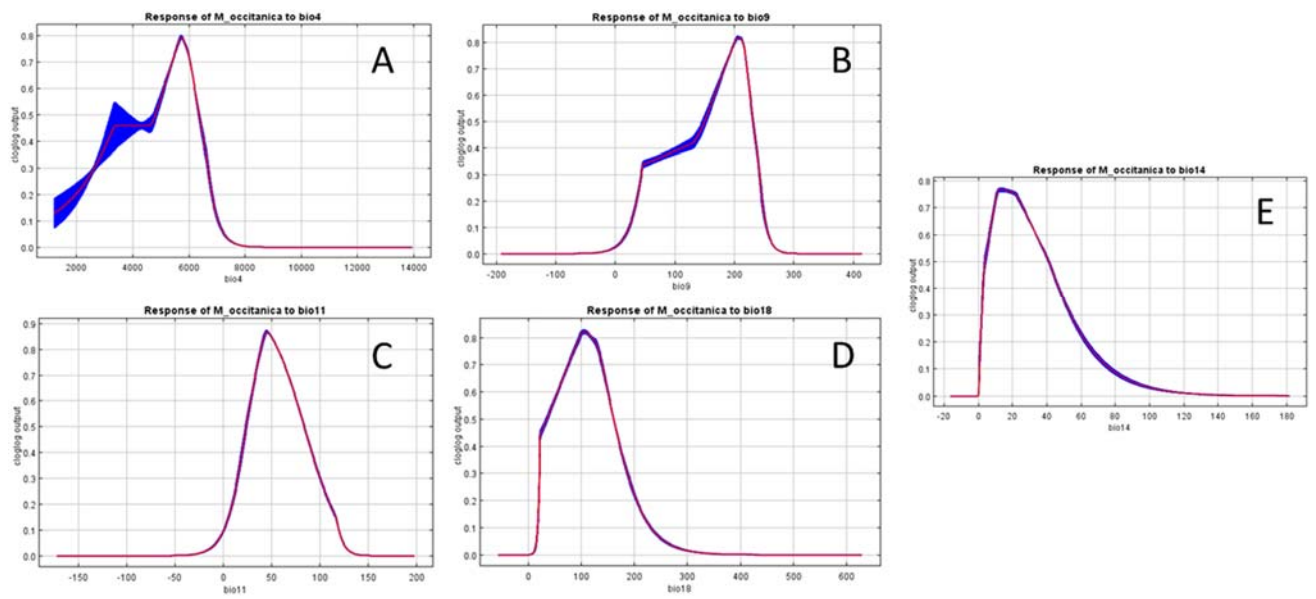 Response of M_occitanica to bio4
A
cloglog output
0.8
0.7
0.6
0.5
0.4
0.3
0.2
0.1
0.0
2000 4000 6000 8000 10000 12000 14000
bio4
Response of M_occitanica to bio9
B
cloglog output
0.8
0.7
0.6
0.5
0.4
0.3
0.2
0.1
0.0
-200 -100 0 100 200 300 400
bio9
Response of M_occitanica to bio11
C
cloglog output
0.9
0.8
0.7
0.6
0.5
0.4
0.3
0.2
0.1
0.0
-150 -100 -50 0 50 100 150 200
bio11
Response of M_occitanica to bio18
D
cloglog output
0.8
0.7
0.6
0.5
0.4
0.3
0.2
0.1
0.0
0 100 200 300 400 500 600
bio18
Response of M_occitanica to bio14
E
cloglog output
0.8
0.7
0.6
0.5
0.4
0.3
0.2
0.1
0.0
-20 0 20 40 60 80 100 120 140 160 180
bio14